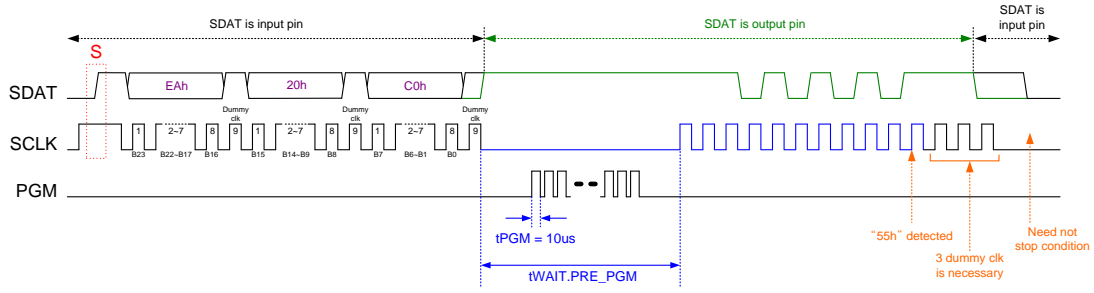 SDAT is input pin
SDAT is output pin
SDAT is
input pin
S
SDAT
EAh
20h
C0h
Dummy
clk
Dummy
clk
Dummy
clk
SCLK
1
2~7
8
9
1
2~7
8
9
1
2~7
8
9
B23
B22~B17
B16
B15
B14~B9
B8
B7
B6~B1
B0
PGM
tPGM = 10us
tWAIT.PRE_PGM
“55h” detected
3 dummy clk
is necessary
Need not
stop condition